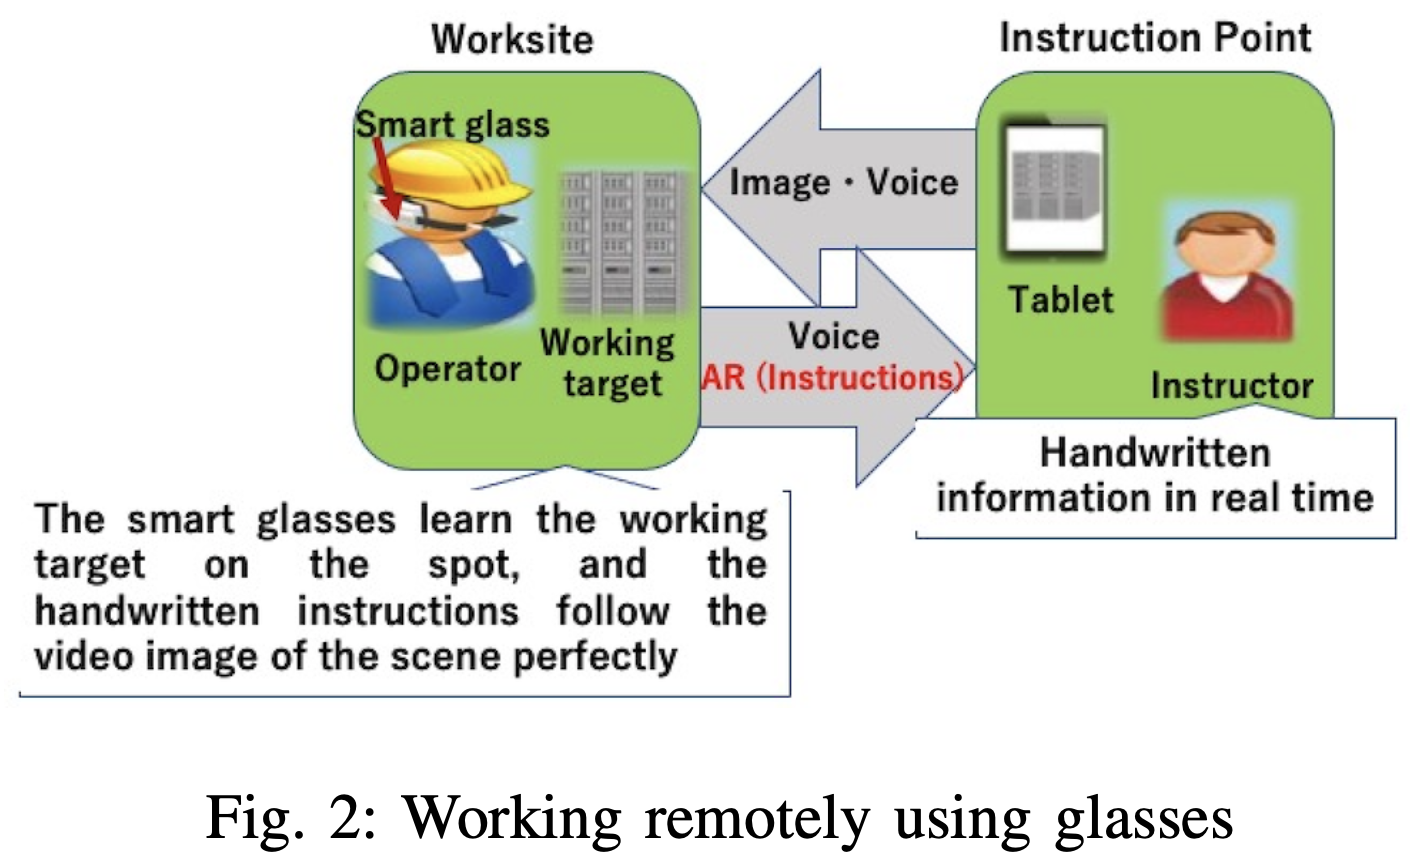 Worksite
Instruction Point
Smart glass
Image・Voice
Tablet
Voice
AR (Instructions)
Working
target
Operator
Instructor
Handwritten
information in real time
The smart glasses learn the working
target on the spot, and the
handwritten instructions follow the
video image of the scene perfectly
Fig. 2: Working remotely using glasses